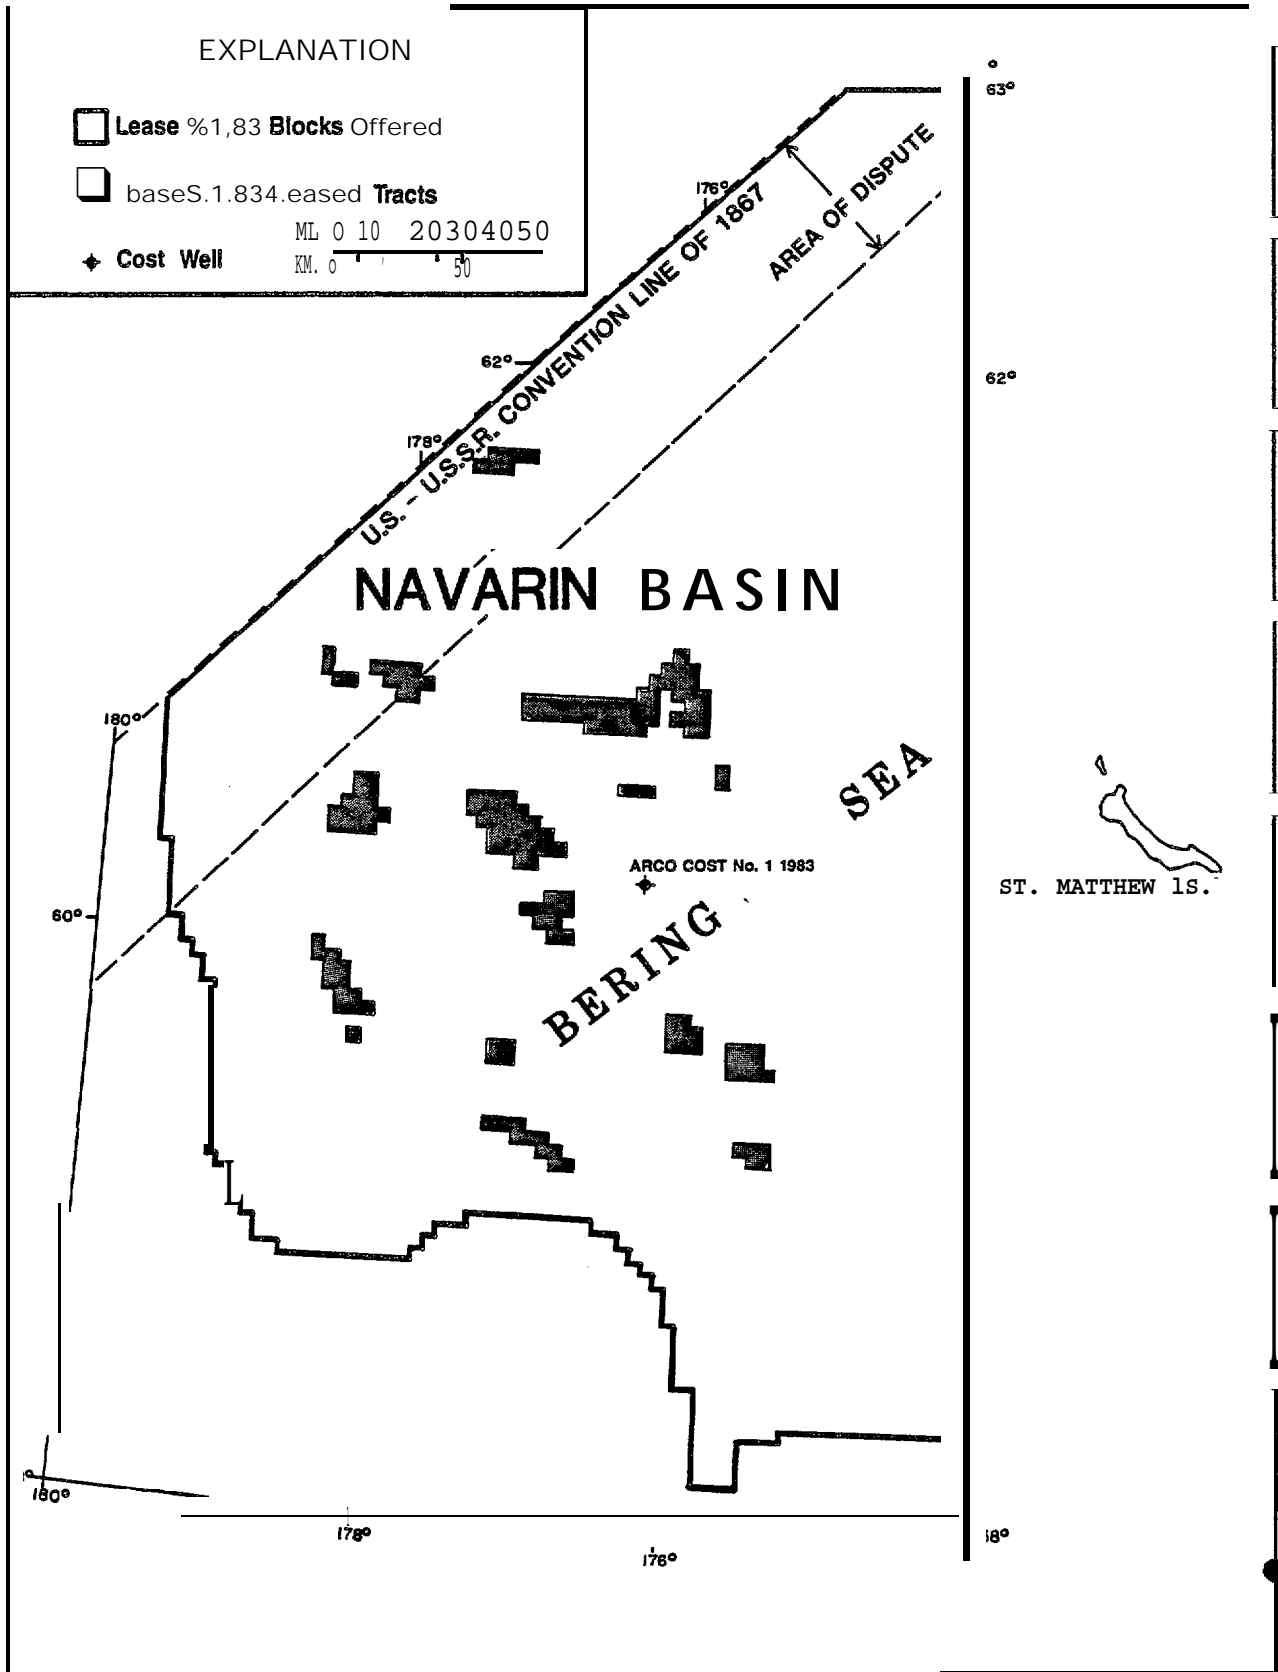 EXPLANATION
Lease %1,83 Blocks Offered
baseS.1.834.eased Tracts
ML 0 10 20304050
Cost Well
KM. 0 50
63°
AREA OF DISPUTE
176°
U.S. - U.S.S.R. CONVENTION LINE OF 1867
62°
62°
178°
NAVARIN BASIN
180°
SEA
ARCO COST No. 1 1983
ST. MATTHEW 1S.
60°
BERING
180°
178°
58°
176°